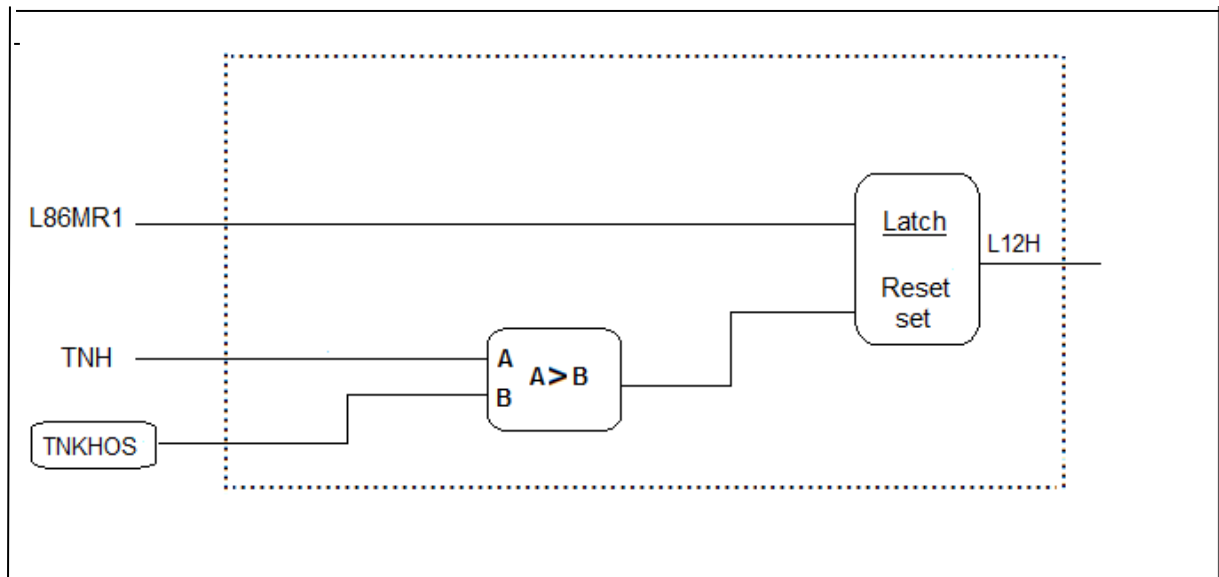 L86MR1
Latch
L12H
Reset
set
TNH
A
A>B
B
TNKHOS